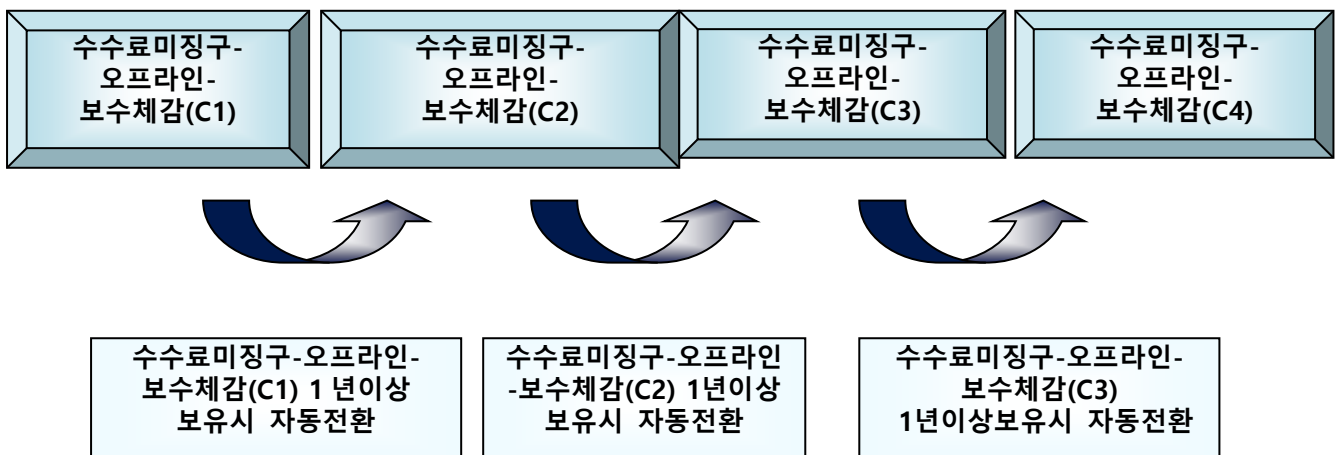 수수료미징구-
오프라인-
보수체감(C1)
수수료미징구-
오프라인-
보수체감(C2)
수수료미징구-
오프라인-
보수체감(C3)
수수료미징구-
오프라인-
보수체감(C4)
수수료미징구-오프라인-
보수체감(C1) 1 년이상
보유시 자동전환
수수료미징구-오프라인
-보수체감(C2) 1년이상
보유시 자동전환
수수료미징구-오프라인-
보수체감(C3)
1년이상보유시 자동전환